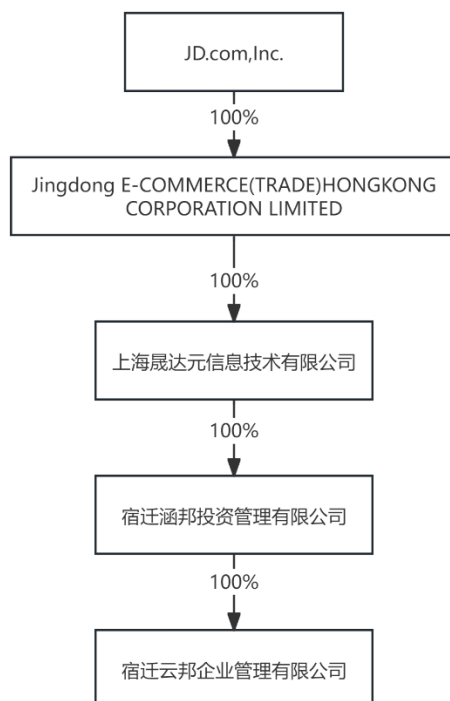 JD.com,Inc.
100%
Jingdong E-COMMERCE(TRADE)HONGKONG
CORPORATION LIMITED
100%
上海晟达元信息技术有限公司
100%
宿迁涵邦投资管理有限公司
100%
宿迁云邦企业管理有限公司